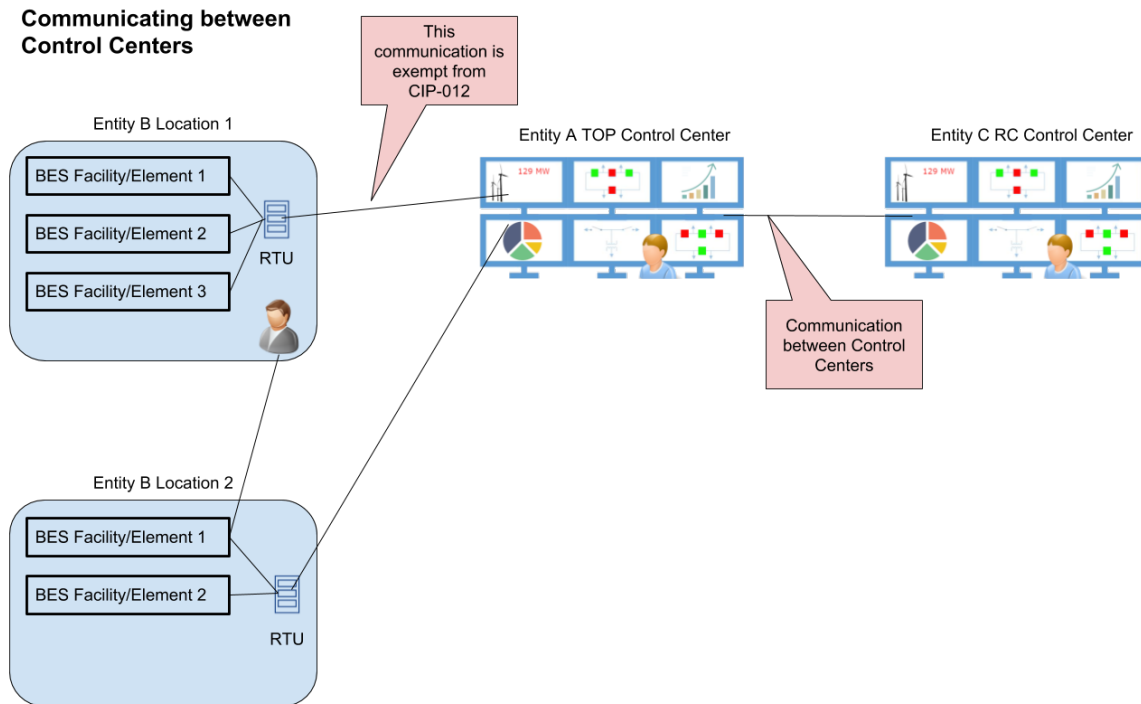 Communicating between
Control Centers
This
communication is
exempt from
CIP-012
Entity B Location 1
BES Facility/Element 1
BES Facility/Element 2
BES Facility/Element 3
RTU
Entity A TOP Control Center
129 MW
Entity C RC Control Center
129 MW
Communication
between Control
Centers
Entity B Location 2
BES Facility/Element 1
BES Facility/Element 2
RTU